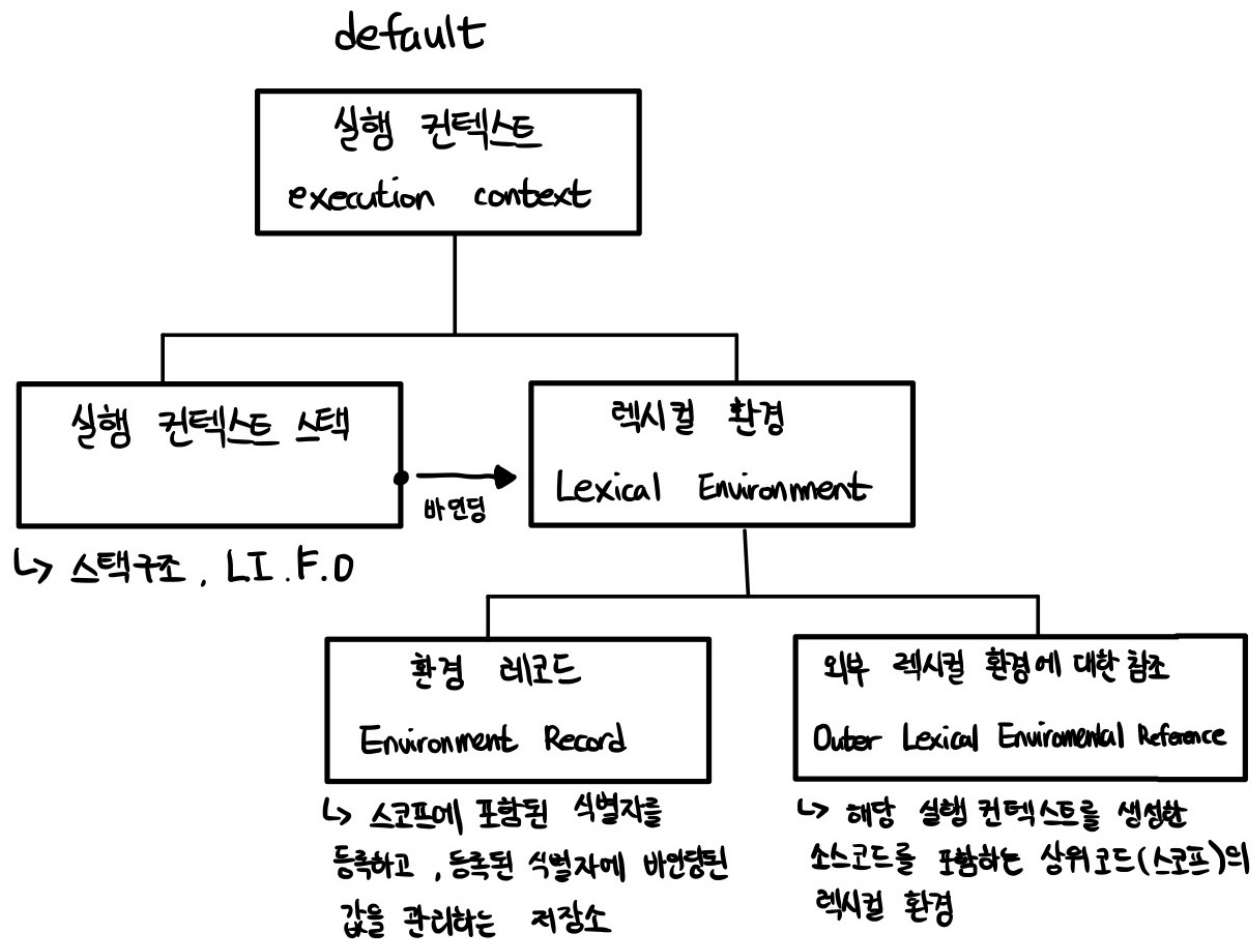 default
실행 컨텍스트
execution context
실행 컨텍스트 스택
렉시컬 환경
Lexical Environment
바인딩
↳ 스택구조, L.I.F.O
환경 레코드
Environment Record
외부 렉시컬 환경에 대한 참조
Outer Lexical Enviromental Reference
↳ 스코프에 포함된 식별자를
등록하고, 등록된 식별자에 바인딩된
값을 관리하는 저장소
↳ 해당 실행 컨텍스트를 생성한
소스코드를 포함하는 상위코드(스코프)의
렉시컬 환경